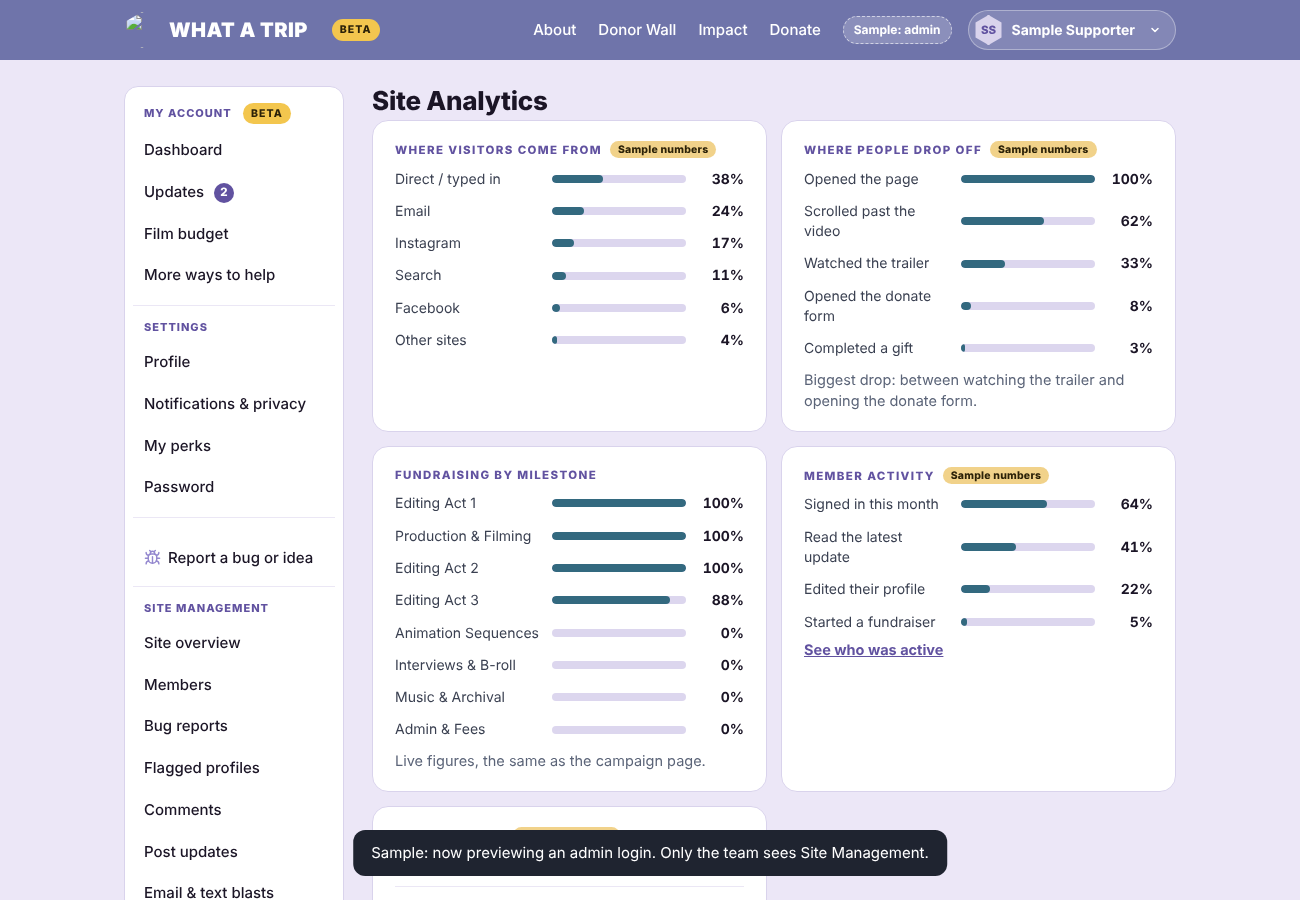 WHAT A TRIP
BETA
About
Donor Wall
Impact
Donate
Sample: admin
SS
Sample Supporter
MY ACCOUNT
BETA
Dashboard
Updates
2
Film budget
More ways to help
SETTINGS
Profile
Notifications & privacy
My perks
Password
Report a bug or idea
SITE MANAGEMENT
Site overview
Members
Bug reports
Flagged profiles
Comments
Post updates
Email & text blasts
Site Analytics
WHERE VISITORS COME FROM
Sample numbers
Direct / typed in
38%
Email
24%
Instagram
17%
Search
11%
Facebook
6%
Other sites
4%
WHERE PEOPLE DROP OFF
Sample numbers
Opened the page
100%
Scrolled past the
video
62%
Watched the trailer
33%
Opened the donate
form
8%
Completed a gift
3%
Biggest drop: between watching the trailer and
opening the donate form.
FUNDRAISING BY MILESTONE
Editing Act 1
100%
Production & Filming
100%
Editing Act 2
100%
Editing Act 3
88%
Animation Sequences
0%
Interviews & B-roll
0%
Music & Archival
0%
Admin & Fees
0%
Live figures, the same as the campaign page.
MEMBER ACTIVITY
Sample numbers
Signed in this month
64%
Read the latest
update
41%
Edited their profile
22%
Started a fundraiser
5%
See who was active
Sample: now previewing an admin login. Only the team sees Site Management.